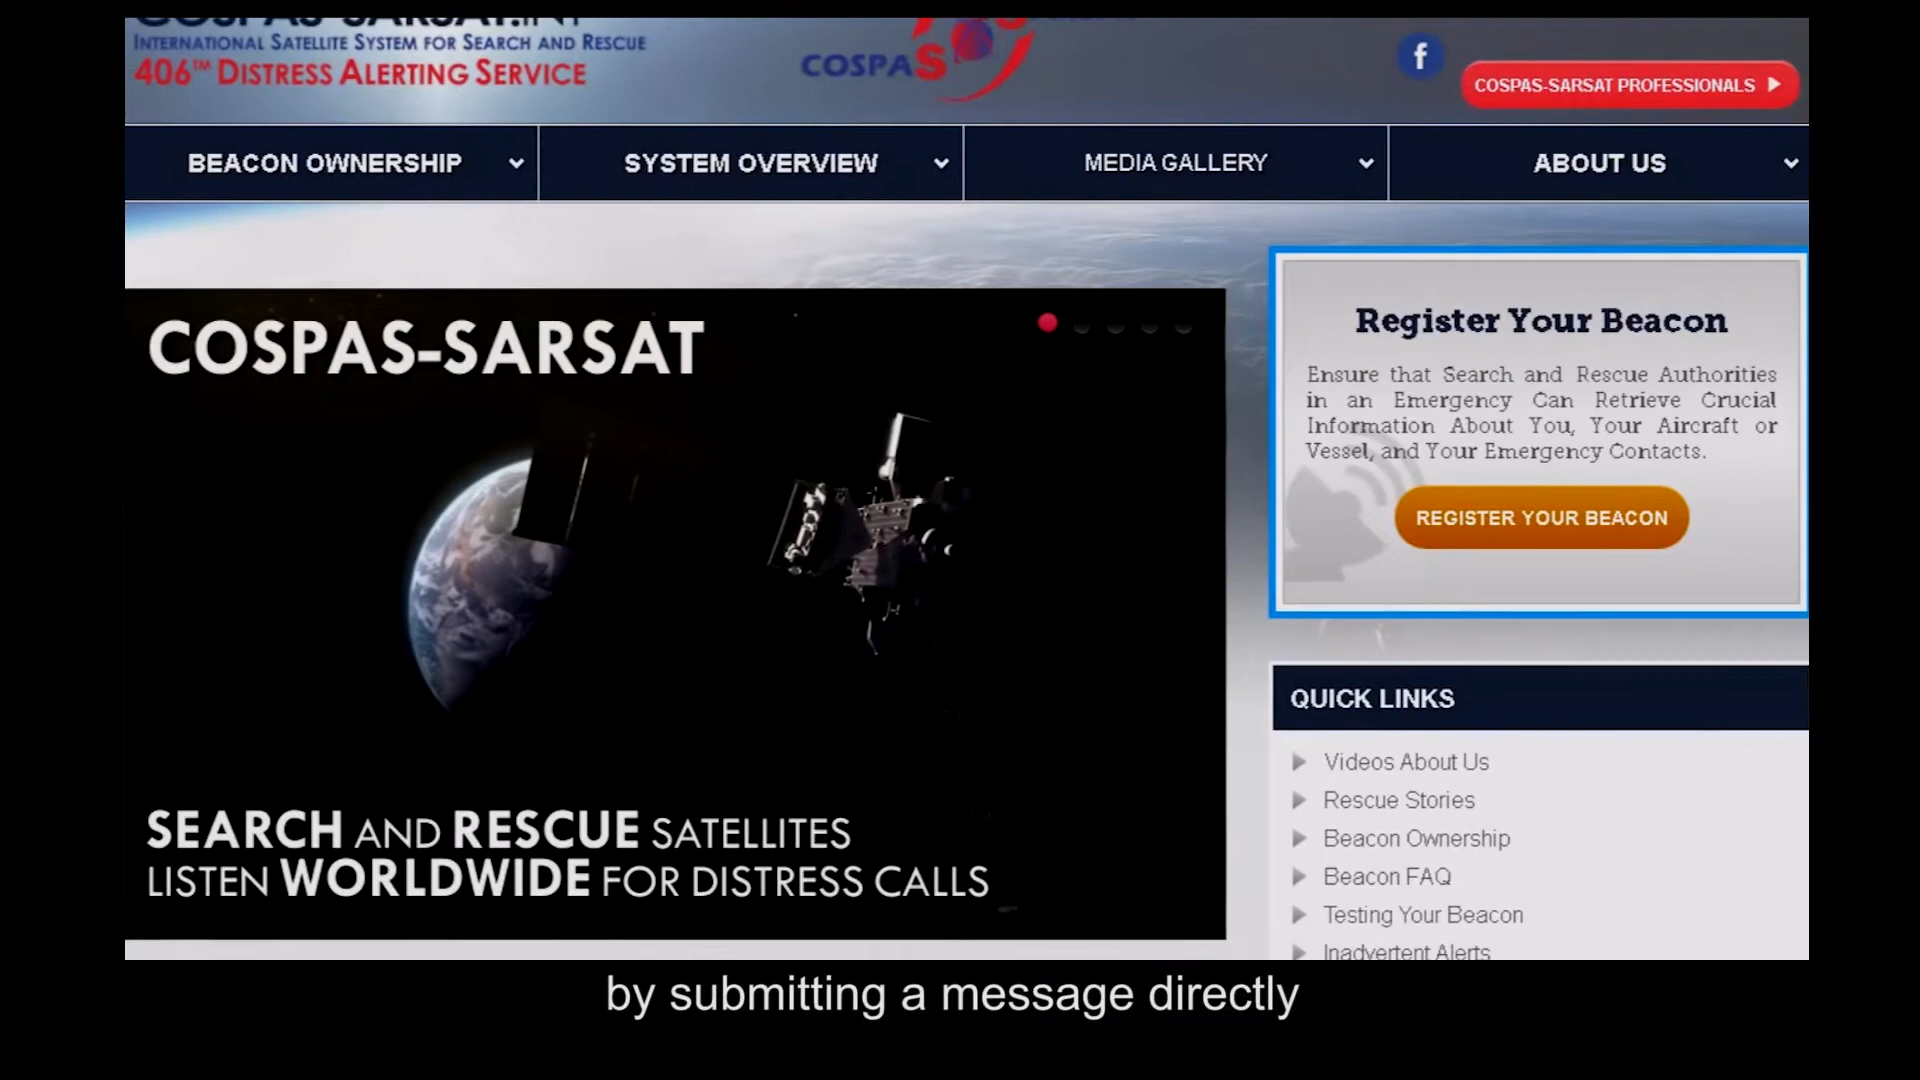 COSPAS-SARSAT.INT
INTERNATIONAL SATELLITE SYSTEM FOR SEARCH AND RESCUE
406™ DISTRESS ALERTING SERVICE
COSPAS
f
COSPAS-SARSAT PROFESSIONALS
BEACON OWNERSHIP
SYSTEM OVERVIEW
MEDIA GALLERY
ABOUT US
COSPAS-SARSAT
SEARCH AND RESCUE SATELLITES
LISTEN WORLDWIDE FOR DISTRESS CALLS
Register Your Beacon
Ensure that Search and Rescue Authorities
in an Emergency Can Retrieve Crucial
Information About You, Your Aircraft or
Vessel, and Your Emergency Contacts.
REGISTER YOUR BEACON
QUICK LINKS
Videos About Us
Rescue Stories
Beacon Ownership
Beacon FAQ
Testing Your Beacon
Inadvertent Alerts
by submitting a message directly